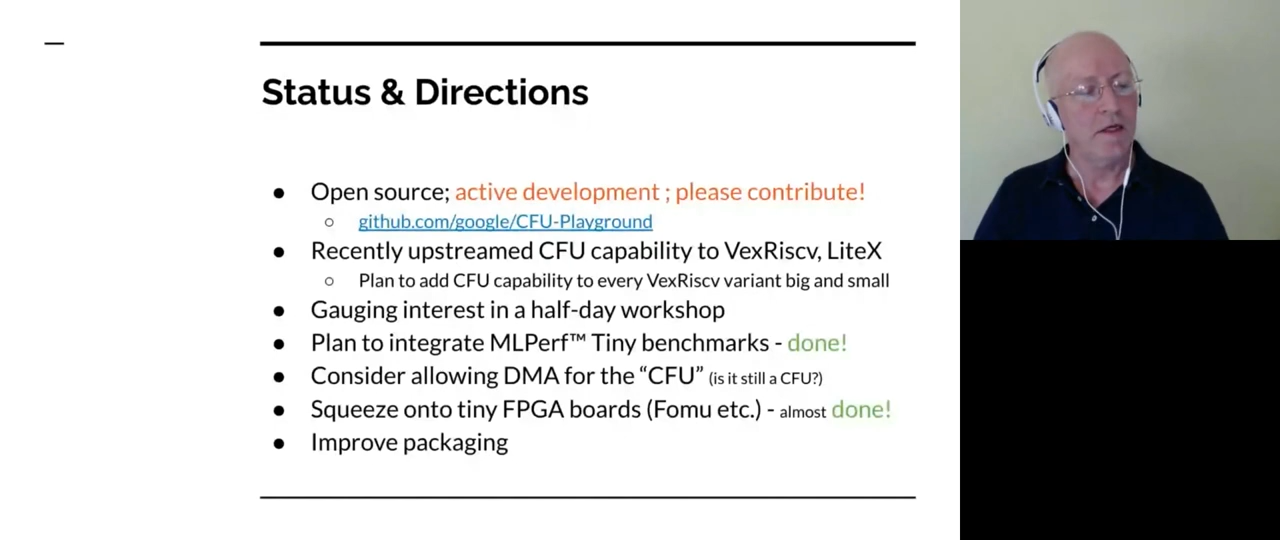 Status & Directions
● Open source; active development ; please contribute!
○ github.com/google/CFU-Playground
● Recently upstreamed CFU capability to VexRiscv, LiteX
○ Plan to add CFU capability to every VexRiscv variant big and small
● Gauging interest in a half-day workshop
● Plan to integrate MLPerf™ Tiny benchmarks - done!
● Consider allowing DMA for the “CFU” (is it still a CFU?)
● Squeeze onto tiny FPGA boards (Fomu etc.) - almost done!
● Improve packaging